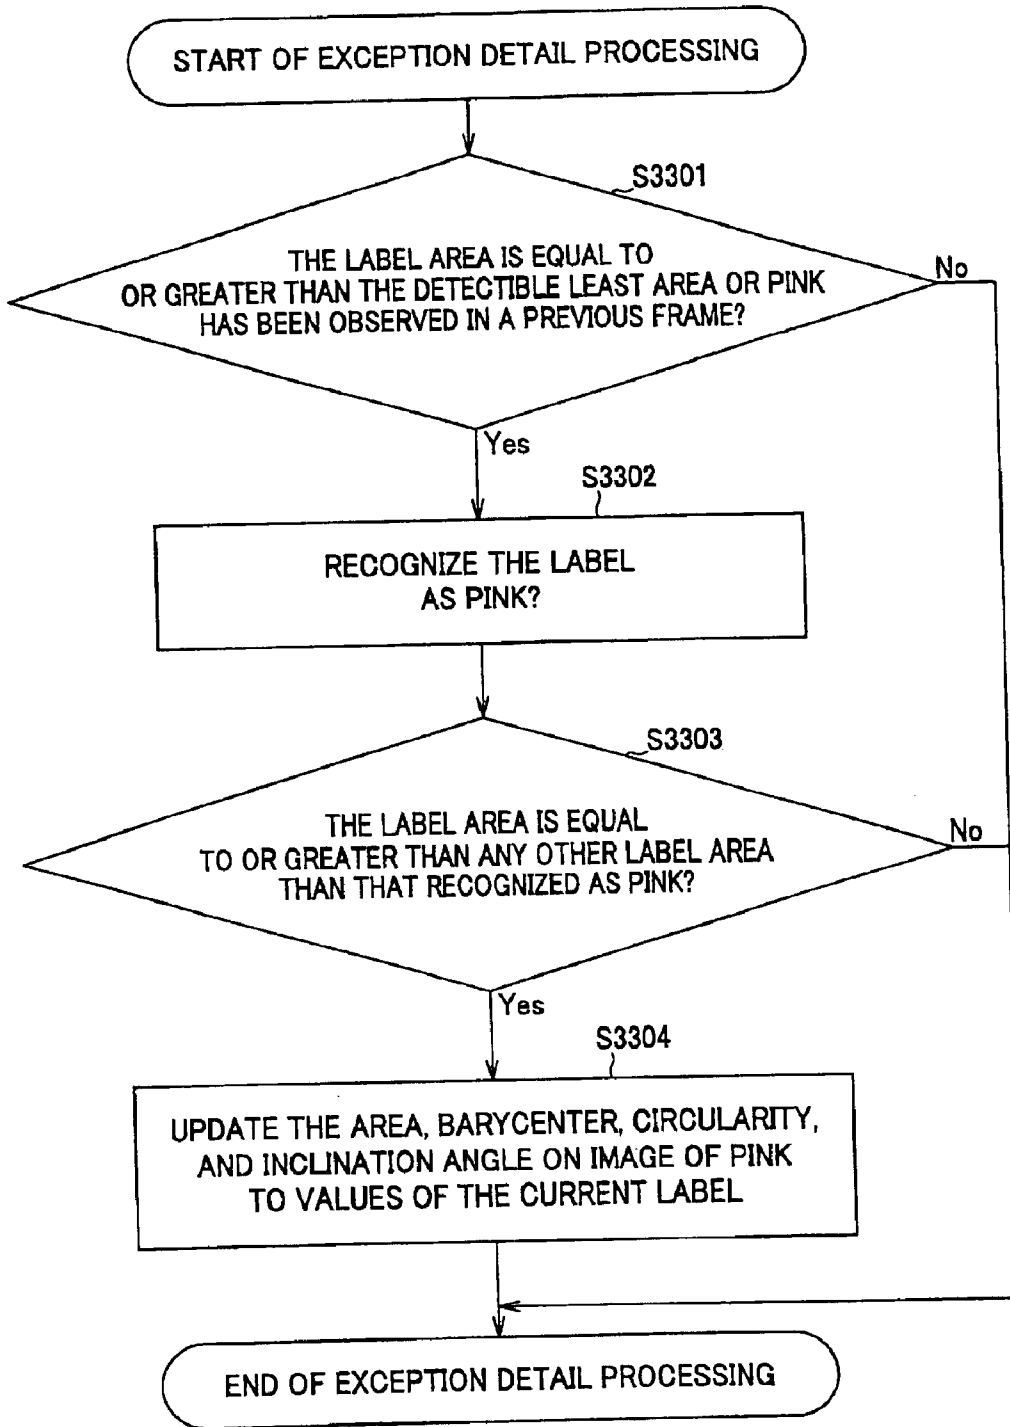 START OF EXCEPTION DETAIL PROCESSING
S3301
THE LABEL AREA IS EQUAL TO
OR GREATER THAN THE DETECTIBLE LEAST AREA OR PINK
HAS BEEN OBSERVED IN A PREVIOUS FRAME?
No
Yes
S3302
RECOGNIZE THE LABEL
AS PINK?
S3303
THE LABEL AREA IS EQUAL
TO OR GREATER THAN ANY OTHER LABEL AREA
THAN THAT RECOGNIZED AS PINK?
No
Yes
S3304
UPDATE THE AREA, BARYCENTER, CIRCULARITY,
AND INCLINATION ANGLE ON IMAGE OF PINK
TO VALUES OF THE CURRENT LABEL
END OF EXCEPTION DETAIL PROCESSING